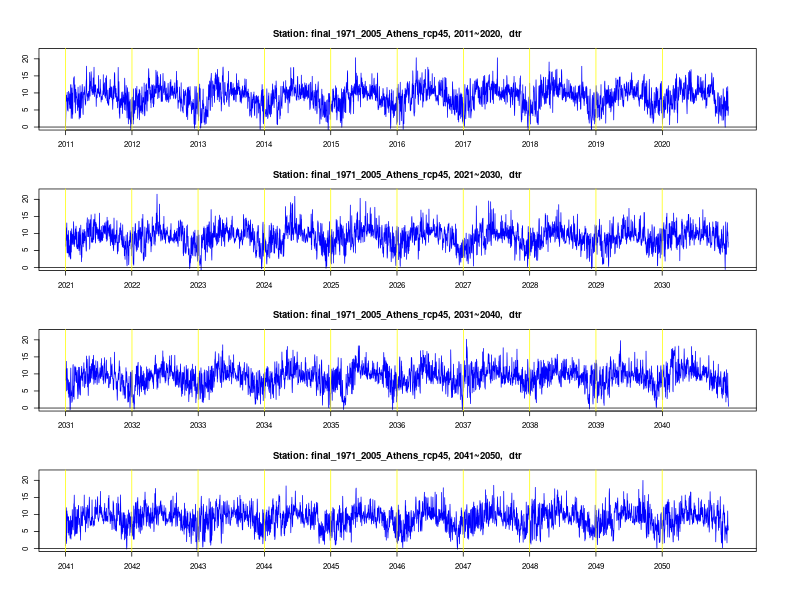 Station: final_1971_2005_Athens_rcp45, 2011~2020, dtr
20
15
10
5
0
2011 2012 2013 2014 2015 2016 2017 2018 2019 2020
Station: final_1971_2005_Athens_rcp45, 2021~2030, dtr
20
15
10
5
0
2021 2022 2023 2024 2025 2026 2027 2028 2029 2030
Station: final_1971_2005_Athens_rcp45, 2031~2040, dtr
20
15
10
5
0
2031 2032 2033 2034 2035 2036 2037 2038 2039 2040
Station: final_1971_2005_Athens_rcp45, 2041~2050, dtr
20
15
10
5
0
2041 2042 2043 2044 2045 2046 2047 2048 2049 2050